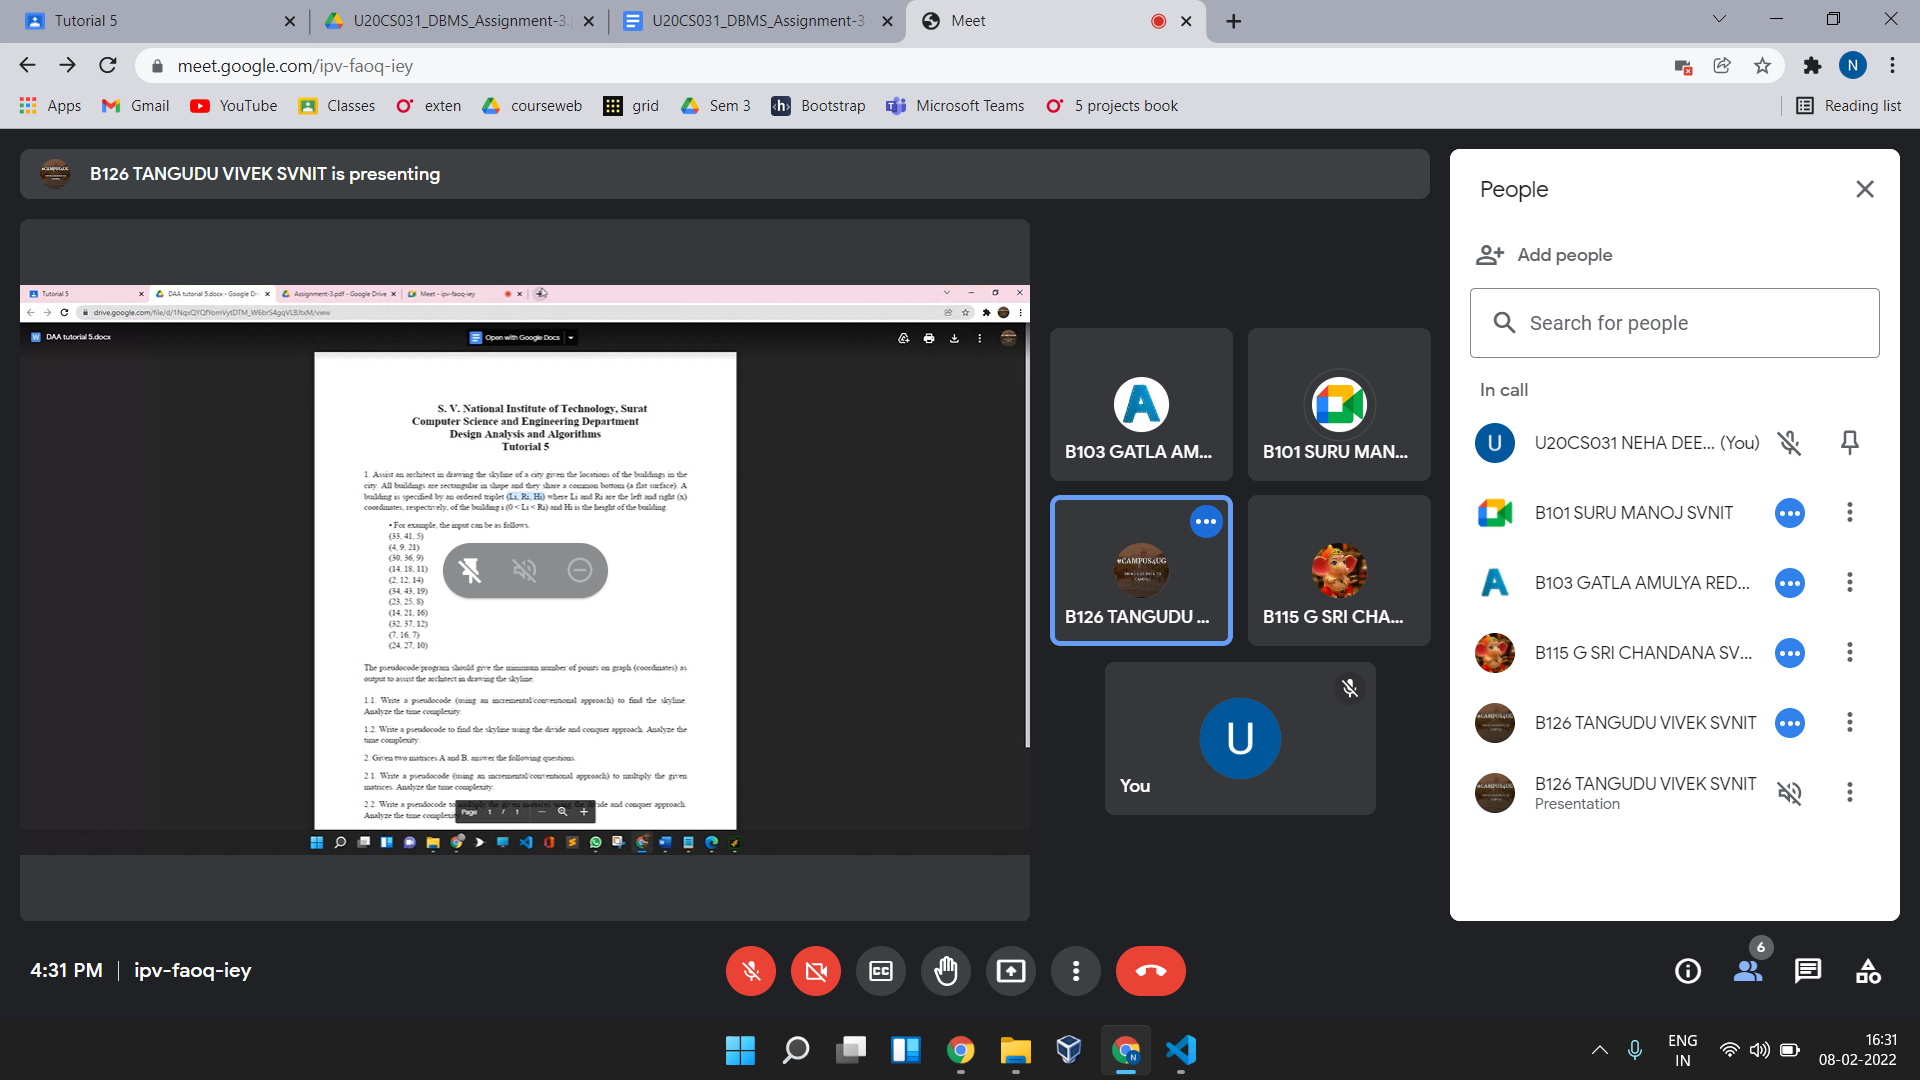 Tutorial 5
U20CS031_DBMS_Assignment-3.
U20CS031_DBMS_Assignment-3
Meet
meet.google.com/ipv-faoq-iey
N
Apps
Gmail
YouTube
Classes
exten
courseweb
grid
Sem 3
Bootstrap
Microsoft Teams
5 projects book
Reading list
B126 TANGUDU VIVEK SVNIT is presenting
Tutorial 5
DAA tutorial 5.docx - Google Dr
Assignment-3.pdf - Google Drive
Meet - ipv-faoq-iey
DAA tutorial 5.docx
Open with Google Docs
S. V. National Institute of Technology, Surat
Computer Science and Engineering Department
Design Analysis and Algorithms
Tutorial 5
1. Assist an architect in drawing the skyline of a city given the locations of the buildings in the
city. All buildings are rectangular in shape and they share a common bottom (a flat surface). A
building is specified by an ordered triplet (Li, Ri, Hi) where Li and Ri are the left and right (x)
coordinates, respectively, of the building i (0 < Li < Ri) and Hi is the height of the building.
• For example, the input can be as follows.
(33, 41, 5)
(4, 9, 21)
(30, 36, 9)
(14, 18, 11)
(2, 12, 14)
(34, 43, 19)
(23, 25, 8)
(14, 21, 16)
(32, 37, 12)
(7, 16, 7)
(24, 27, 10)
The pseudocode/program should give the minimum number of points on graph (coordinates) as
output to assist the architect in drawing the skyline.
1.1. Write a pseudocode (using an incremental/conventional approach) to find the skyline.
Analyze the time complexity.
1.2. Write a pseudocode to find the skyline using the divide and conquer approach. Analyze the
time complexity.
2. Given two matrices A and B, answer the following questions.
2.1. Write a pseudocode (using an incremental/conventional approach) to multiply the given
matrices. Analyze the time complexity.
2.2. Write a pseudocode to multiply the given matrices using the divide and conquer approach.
Analyze the time complexity
Page 1 / 1
B103 GATLA AM...
B101 SURU MAN...
#CAMPUS4UG
B126 TANGUDU ...
B115 G SRI CHA...
U
You
People
Add people
Search for people
In call
U
U20CS031 NEHA DEE... (You)
B101 SURU MANOJ SVNIT
B103 GATLA AMULYA RED...
B115 G SRI CHANDANA SV...
B126 TANGUDU VIVEK SVNIT
B126 TANGUDU VIVEK SVNIT
Presentation
4:31 PM | ipv-faoq-iey
6
ENG
IN
16:31
08-02-2022